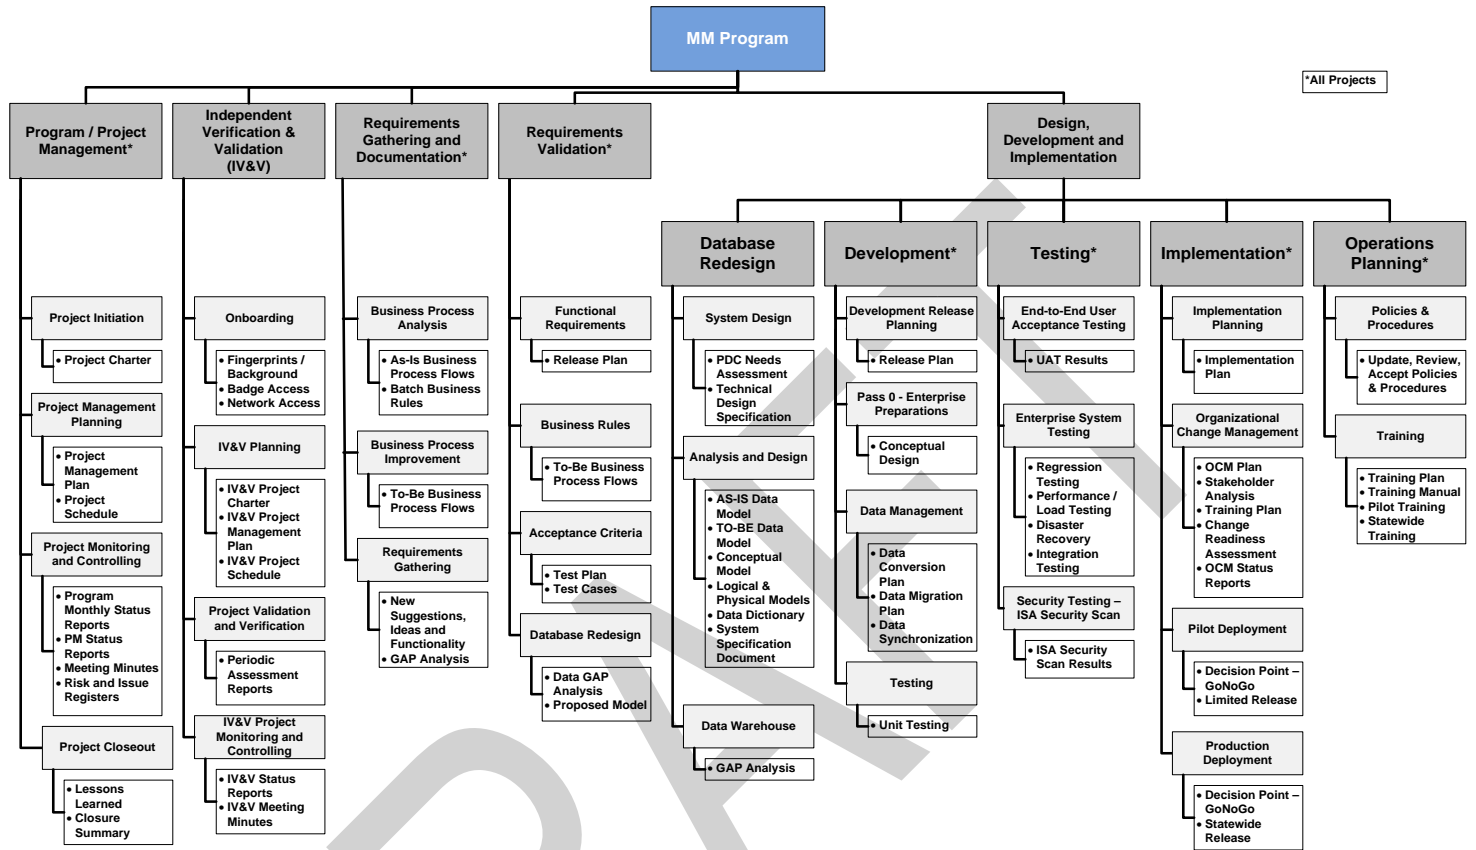 MM Program
*All Projects
Program / Project
Management*
Independent
Verification &
Validation
(IV&V)
Requirements
Gathering and
Documentation*
Requirements
Validation*
Design,
Development and
Implementation
Database
Redesign
Development*
Testing*
Implementation*
Operations
Planning*
Project Initiation
• Project Charter
Project Management
Planning
• Project
Management
Plan
• Project
Schedule
Project Monitoring
and Controlling
• Program
Monthly Status
Reports
• PM Status
Reports
• Meeting Minutes
• Risk and Issue
Registers
Project Closeout
• Lessons
Learned
• Closure
Summary
Onboarding
• Fingerprints /
Background
• Badge Access
• Network Access
IV&V Planning
• IV&V Project
Charter
• IV&V Project
Management
Plan
• IV&V Project
Schedule
Project Validation
and Verification
• Periodic
Assessment
Reports
IV&V Project
Monitoring and
Controlling
• IV&V Status
Reports
• IV&V Meeting
Minutes
Business Process
Analysis
• As-Is Business
Process Flows
• Batch Business
Rules
Business Process
Improvement
• To-Be Business
Process Flows
Requirements
Gathering
• New
Suggestions,
Ideas and
Functionality
• GAP Analysis
Functional
Requirements
• Release Plan
Business Rules
• To-Be Business
Process Flows
Acceptance Criteria
• Test Plan
• Test Cases
Database Redesign
• Data GAP
Analysis
• Proposed Model
System Design
• PDC Needs
Assessment
• Technical
Design
Specification
Analysis and Design
• AS-IS Data
Model
• TO-BE Data
Model
• Conceptual
Model
• Logical &
Physical Models
• Data Dictionary
• System
Specification
Document
Data Warehouse
• GAP Analysis
Development Release
Planning
• Release Plan
Pass 0 - Enterprise
Preparations
• Conceptual
Design
Data Management
• Data
Conversion
Plan
• Data Migration
Plan
• Data
Synchronization
Testing
• Unit Testing
End-to-End User
Acceptance Testing
• UAT Results
Enterprise System
Testing
• Regression
Testing
• Performance /
Load Testing
• Disaster
Recovery
• Integration
Testing
Security Testing –
ISA Security Scan
• ISA Security
Scan Results
Implementation
Planning
• Implementation
Plan
Organizational
Change Management
• OCM Plan
• Stakeholder
Analysis
• Training Plan
• Change
Readiness
Assessment
• OCM Status
Reports
Pilot Deployment
• Decision Point –
GoNoGo
• Limited Release
Production
Deployment
• Decision Point –
GoNoGo
• Statewide
Release
Policies &
Procedures
• Update, Review,
Accept Policies
& Procedures
Training
• Training Plan
• Training Manual
• Pilot Training
• Statewide
Training
DRAFT